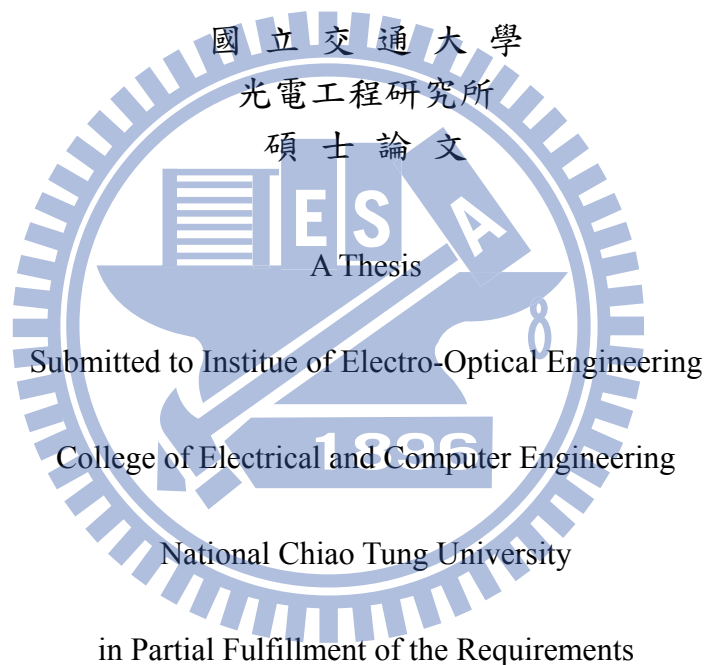 國立交通大學
光電工程研究所
碩士論文
E S A
A Thesis
Submitted to Institue of Electro-Optical Engineering
1896
College of Electrical and Computer Engineering
National Chiao Tung University
in Partial Fulfillment of the Requirements